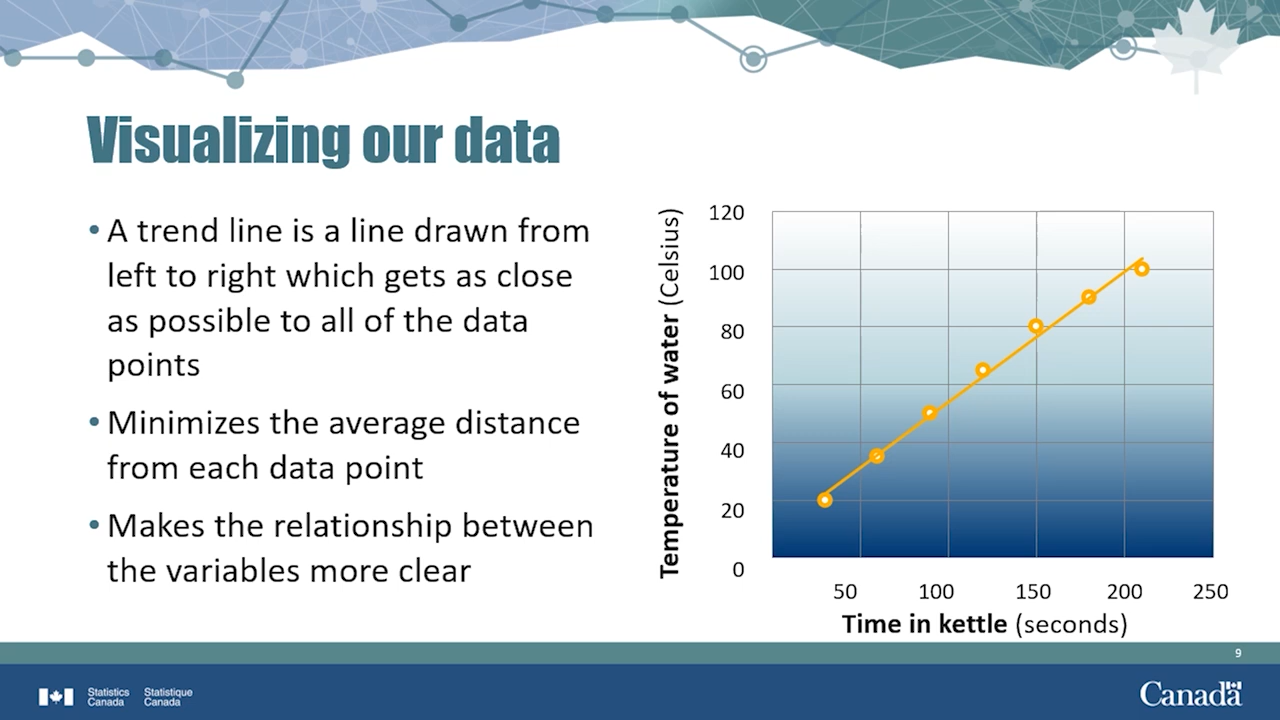 Visualizing our data
• A trend line is a line drawn from
left to right which gets as close
as possible to all of the data
points
• Minimizes the average distance
from each data point
• Makes the relationship between
the variables more clear
Temperature of water (Celsius)
120
100
80
60
40
20
0
50 100 150 200 250
Time in kettle (seconds)
9
Statistics Statistique
Canada Canada
Canada